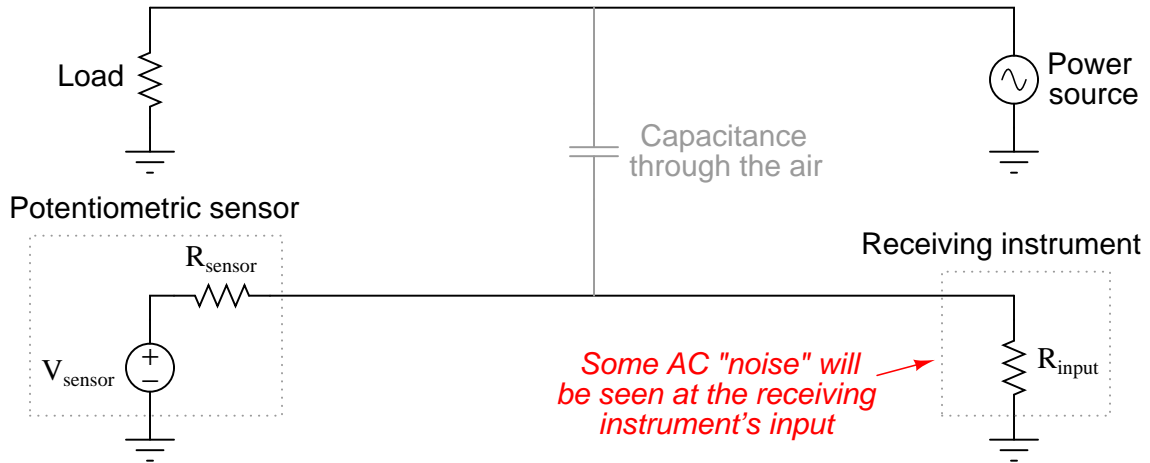 Load
Power
source
Capacitance
through the air
Potentiometric sensor
Rsensor
Receiving instrument
Vsensor
+
−
Some AC "noise" will
be seen at the receiving
instrument's input
Rinput